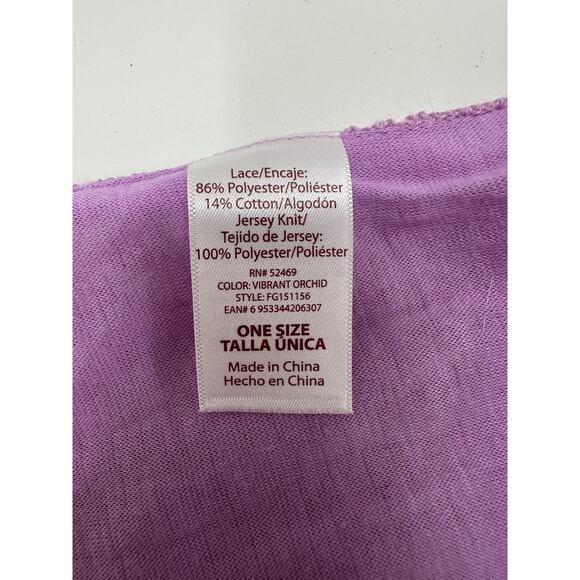 Lace/Encaje:
86% Polyester/Poliéster
14% Cotton/Algodón
Jersey Knit/
Tejido de Jersey:
100% Polyester/Poliéster
RN# 52469
COLOR: VIBRANT ORCHID
STYLE: FG151156
EAN# 6 953344206307
ONE SIZE
TALLA ÚNICA
Made in China
Hecho en China